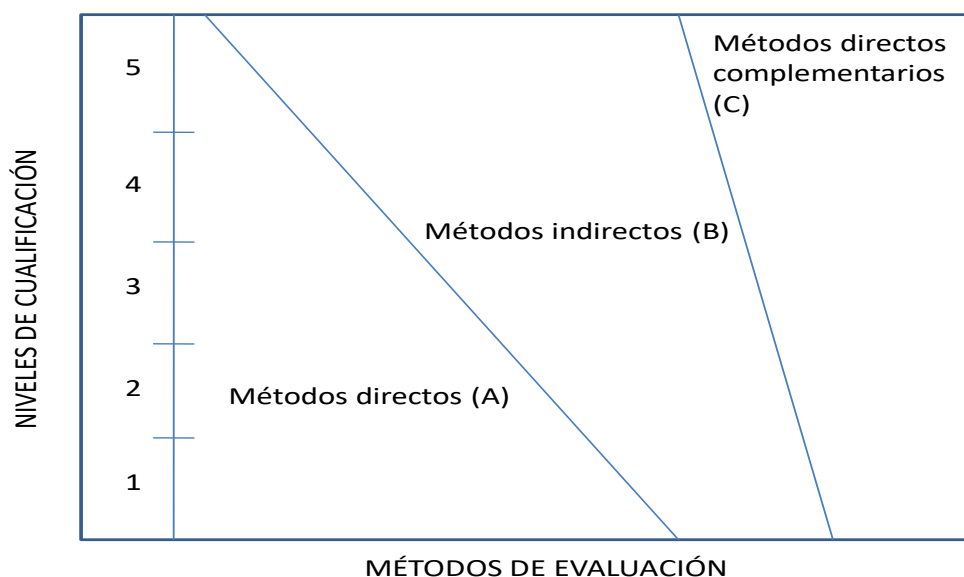 NIVELES DE CUALIFICACIÓN
5
4
3
2
1
Métodos directos
complementarios
(C)
Métodos indirectos (B)
Métodos directos (A)
MÉTODOS DE EVALUACIÓN